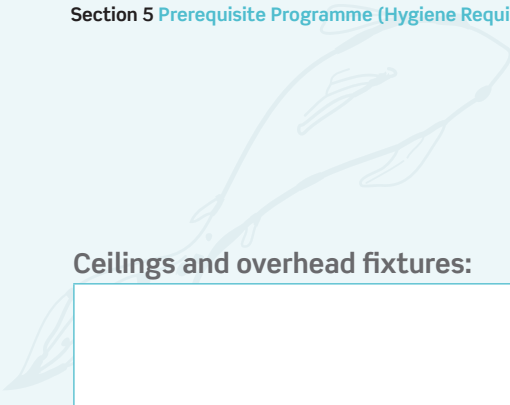 Section 5 Prerequisite Programme (Hygiene Requi
Ceilings and overhead fixtures: